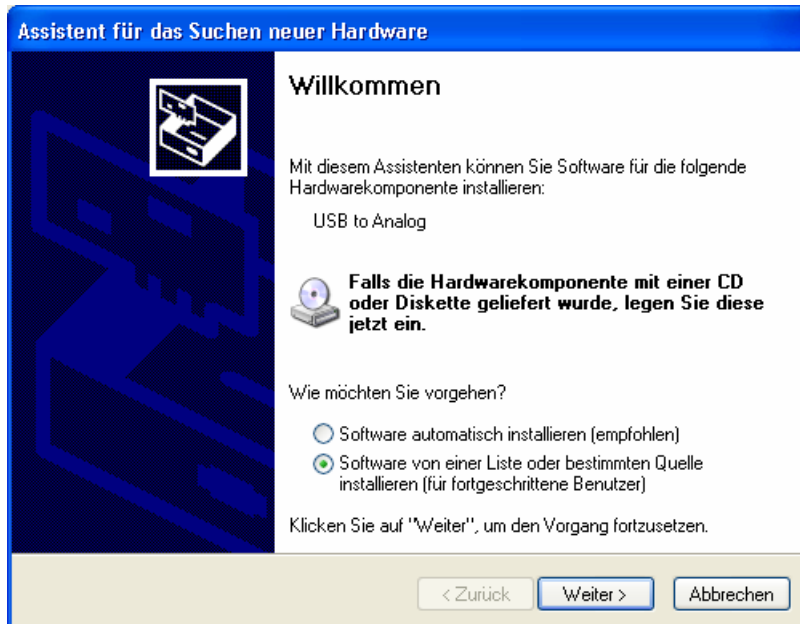 Assistent für das Suchen neuer Hardware
Willkommen
Mit diesem Assistenten können Sie Software für die folgende
Hardwarekomponente installieren:
USB to Analog
Falls die Hardwarekomponente mit einer CD
oder Diskette geliefert wurde, legen Sie diese
jetzt ein.
Wie möchten Sie vorgehen?
Software automatisch installieren (empfohlen)
Software von einer Liste oder bestimmten Quelle
installieren (für fortgeschrittene Benutzer)
Klicken Sie auf "Weiter", um den Vorgang fortzusetzen.
< Zurück Weiter > Abbrechen